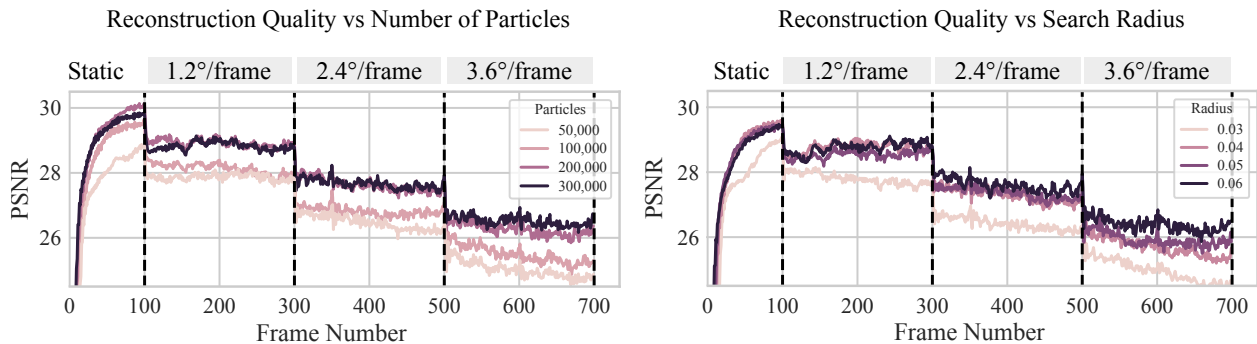 Reconstruction Quality vs Number of Particles
Static 1.2°/frame 2.4°/frame 3.6°/frame
30
28
26
PSNR
Particles
50,000
100,000
200,000
300,000
0 100 200 300 400 500 600 700
Frame Number
Reconstruction Quality vs Search Radius
Static 1.2°/frame 2.4°/frame 3.6°/frame
30
28
26
PSNR
Radius
0.03
0.04
0.05
0.06
0 100 200 300 400 500 600 700
Frame Number